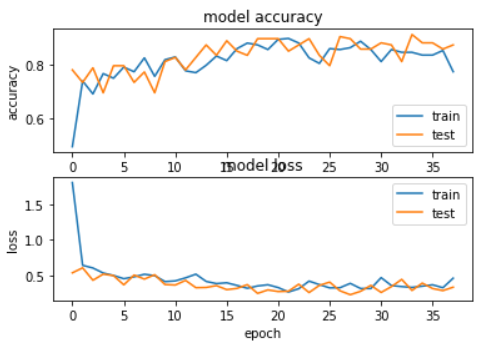 model accuracy
0.8
0.6
accuracy
train
test
0 5 10 15 20 25 30 35
model loss
1.5
1.0
0.5
loss
train
test
0 5 10 15 20 25 30 35
epoch